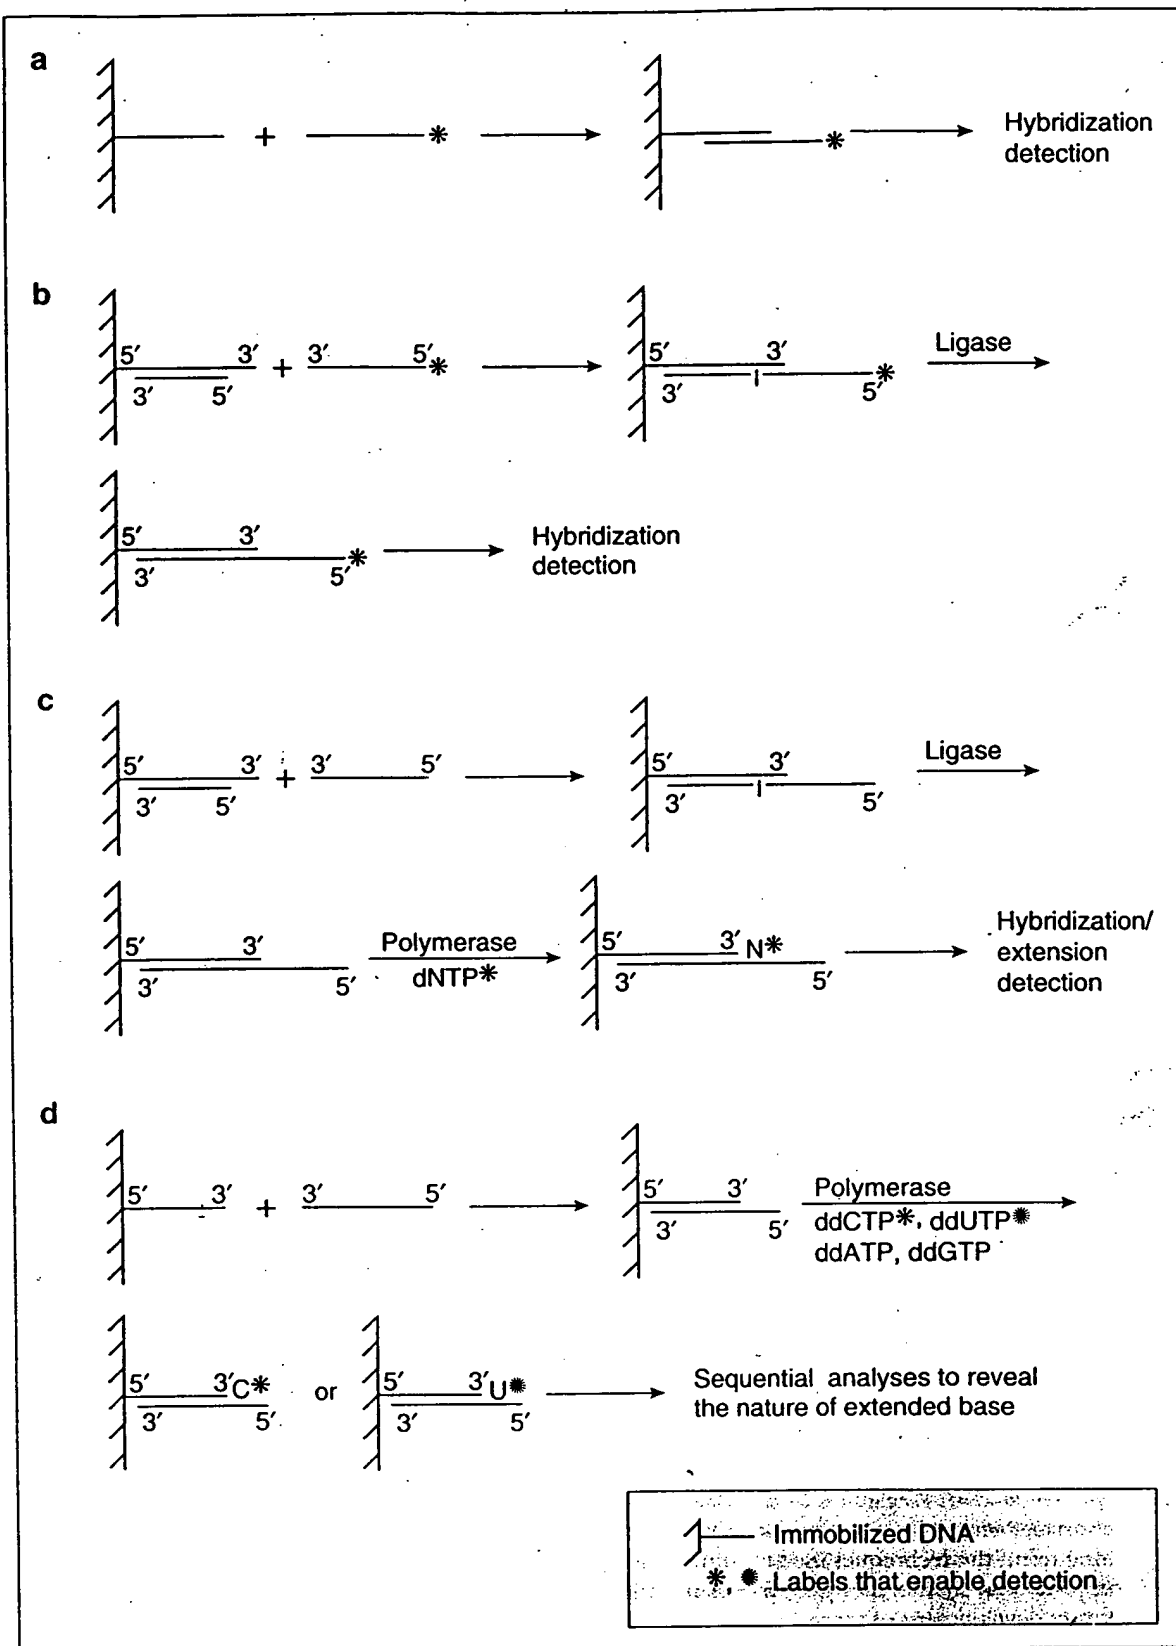 a
+ * Hybridization
* detection
b
5′ 3′ + 3′ 5′* 5′ 3′ Ligase
3′ 5′ 3′ 5′*
5′ 3′ Hybridization
3′ 5′* detection
c
5′ 3′ + 3′ 5′ 5′ 3′ Ligase
3′ 5′ 3′ 5′
5′ 3′ Polymerase 5′ 3′ N* Hybridization/
3′ 5′ dNTP* 3′ 5′ extension
detection
d
5′ 3′ + 3′ 5′ 5′ 3′ Polymerase
3′ 5′ ddCTP*, ddUTP✹
ddATP, ddGTP
5′ 3′C* or 5′ 3′U✹ Sequential analyses to reveal
3′ 5′ 3′ 5′ the nature of extended base
Immobilized DNA
*, ✹ Labels that enable detection